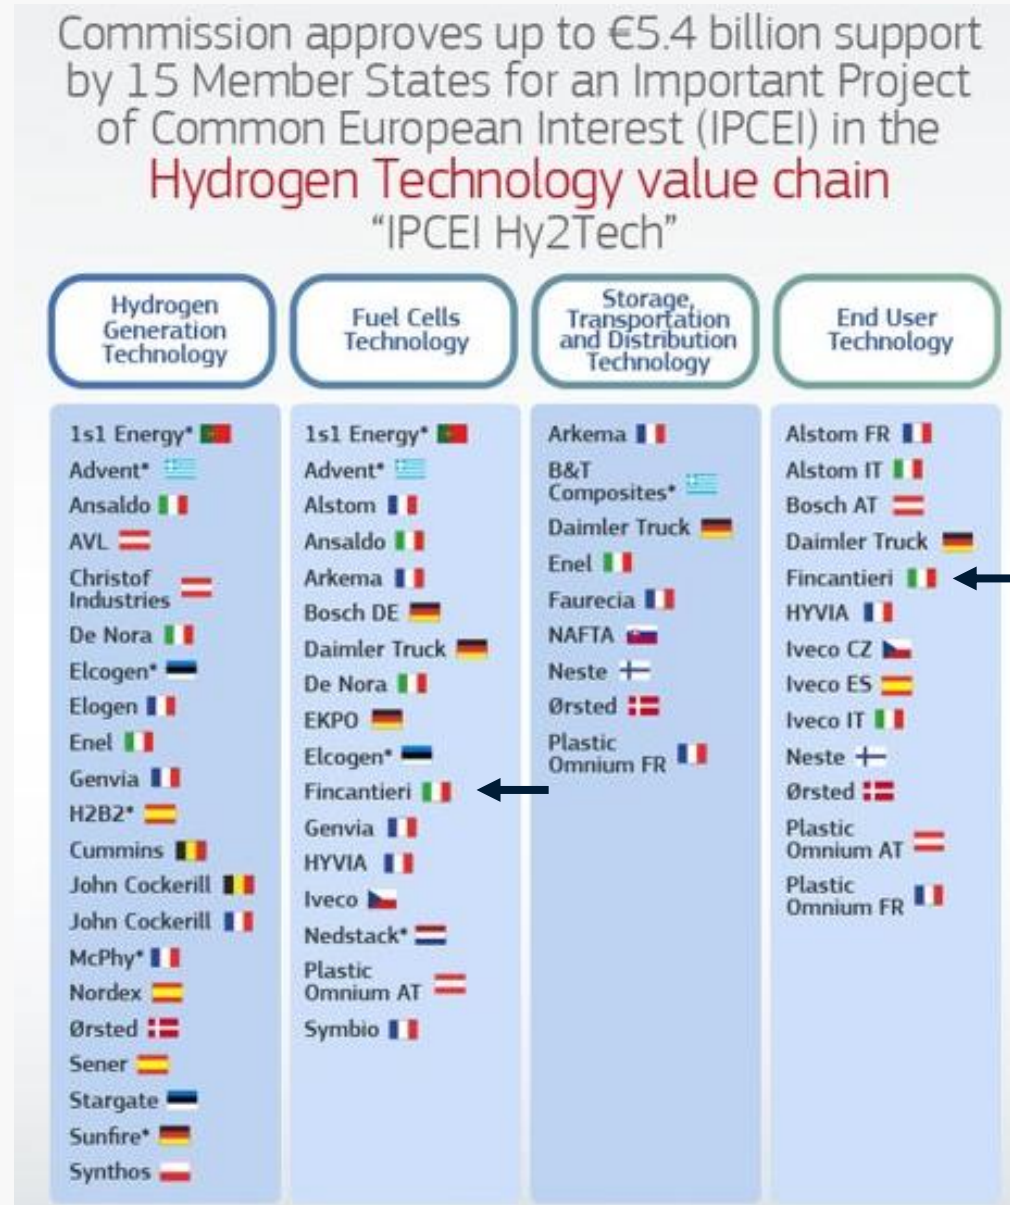 Commission approves up to €5.4 billion support
by 15 Member States for an Important Project
of Common European Interest (IPCEI) in the
Hydrogen Technology value chain
“IPCEI Hy2Tech”
Hydrogen
Generation
Technology
1s1 Energy*
Advent*
Ansaldo
AVL
Christof
Industries
De Nora
Elcogen*
Elogen
Enel
Genvia
H2B2*
Cummins
John Cockerill
John Cockerill
McPhy*
Nordex
Ørsted
Sener
Stargate
Sunfire*
Synthos
Fuel Cells
Technology
1s1 Energy*
Advent*
Alstom
Ansaldo
Arkema
Bosch DE
Daimler Truck
De Nora
EKPO
Elcogen*
Fincantieri
Genvia
HYVIA
Iveco
Nedstack*
Plastic
Omnium AT
Symbio
Storage,
Transportation
and Distribution
Technology
Arkema
B&T
Composites*
Daimler Truck
Enel
Faurecia
NAFTA
Neste
Ørsted
Plastic
Omnium FR
End User
Technology
Alstom FR
Alstom IT
Bosch AT
Daimler Truck
Fincantieri
HYVIA
Iveco CZ
Iveco ES
Iveco IT
Neste
Ørsted
Plastic
Omnium AT
Plastic
Omnium FR